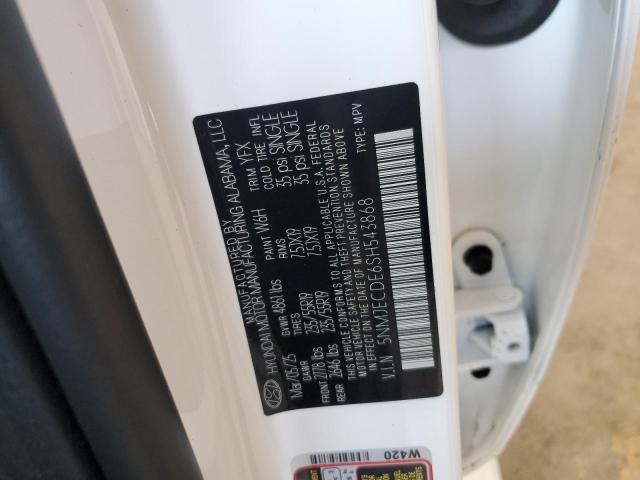 MANUFACTURED BY
HYUNDAI MOTOR MANUFACTURING ALABAMA, LLC
Mar/05/25 PAINT W6H TRIM YFX
GVWR 4861 lbs
GAWR TIRES RIMS COLD TIRE INFL
FRONT 2778 lbs 235/55R19 7.5JX19 35 psi SINGLE
REAR 2646 lbs 235/55R19 7.5JX19 35 psi SINGLE
THIS VEHICLE CONFORMS TO ALL APPLICABLE U.S.A. FEDERAL
MOTOR VEHICLE SAFETY, BUMPER, AND THEFT PREVENTION STANDARDS
IN EFFECT ON THE DATE OF MANUFACTURE SHOWN ABOVE.
V.I.N 5NMJECDE6SH543868 TYPE: MPV
W420